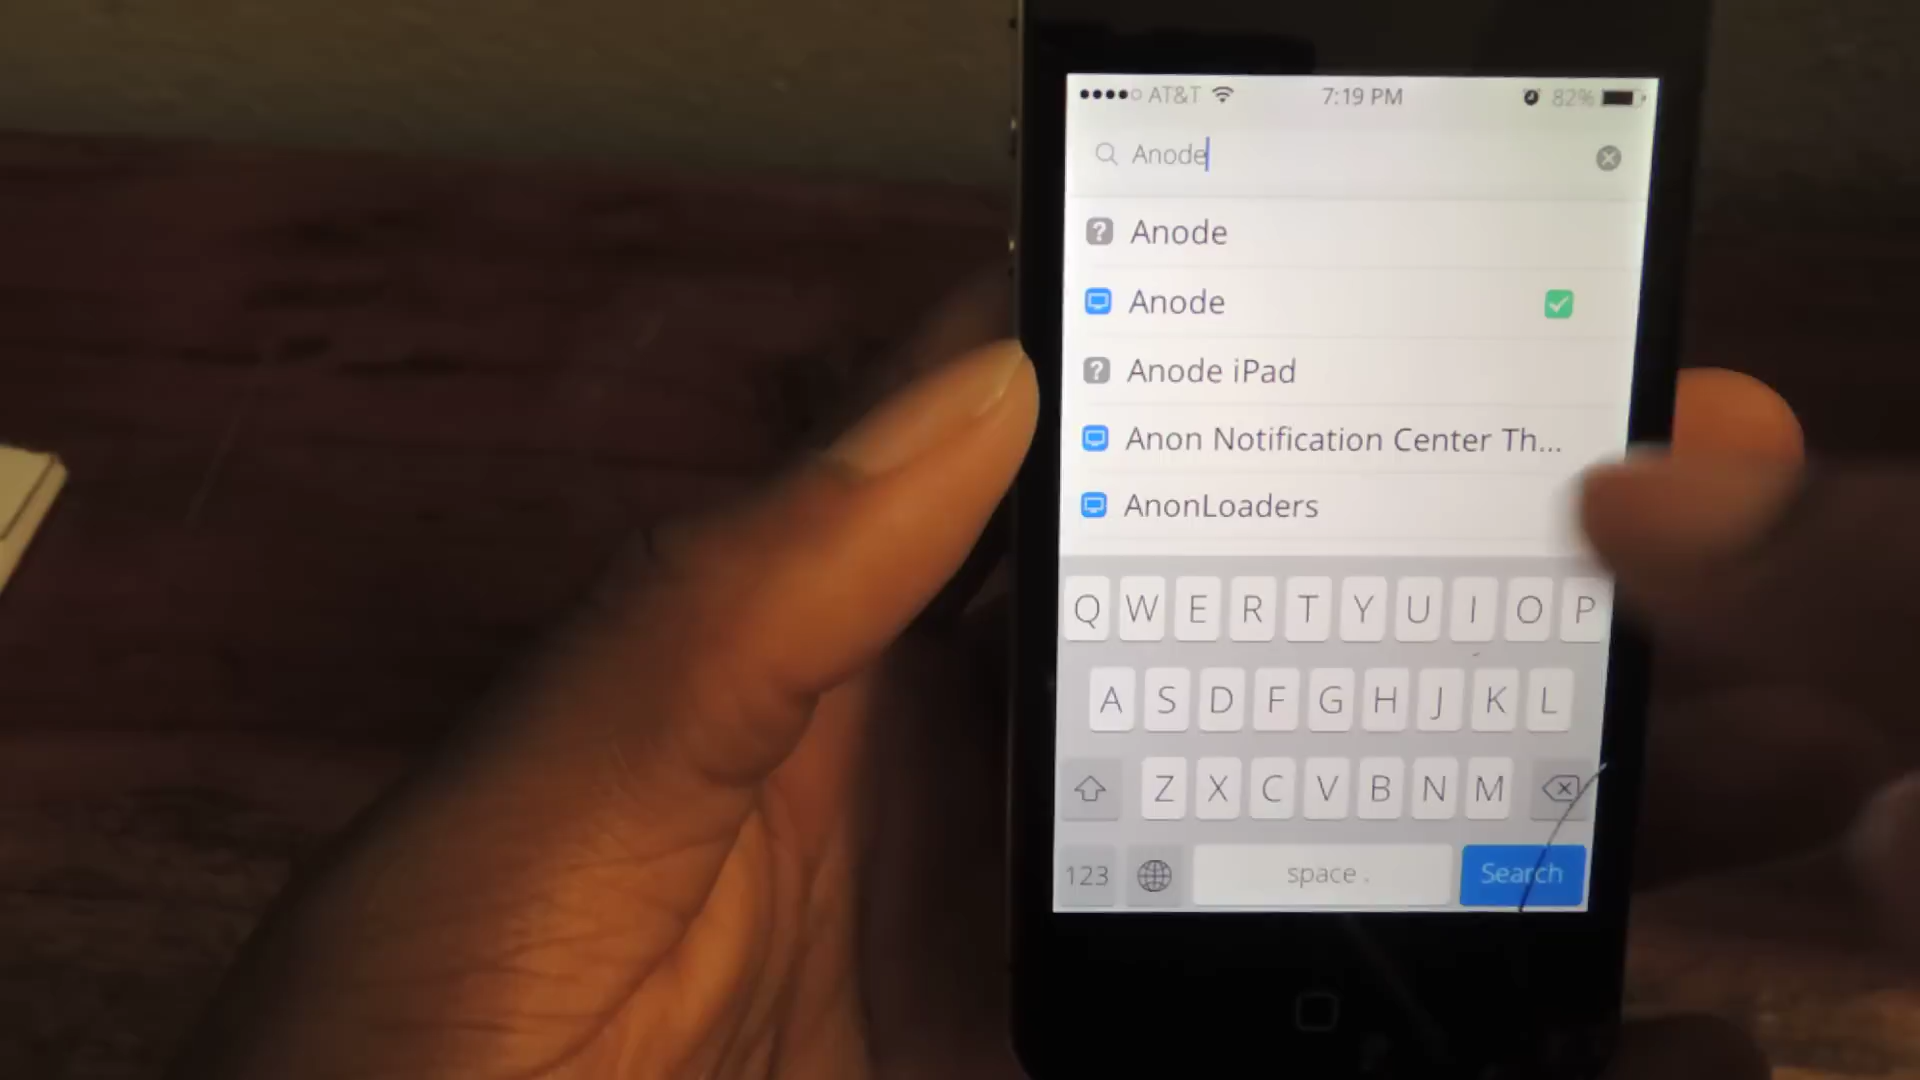 AT&T 7:19 PM 82%
Anode
? Anode
Anode
? Anode iPad
Anon Notification Center Th...
AnonLoaders
Q W E R T Y U I O P
A S D F G H J K L
Z X C V B N M
123 space . Search